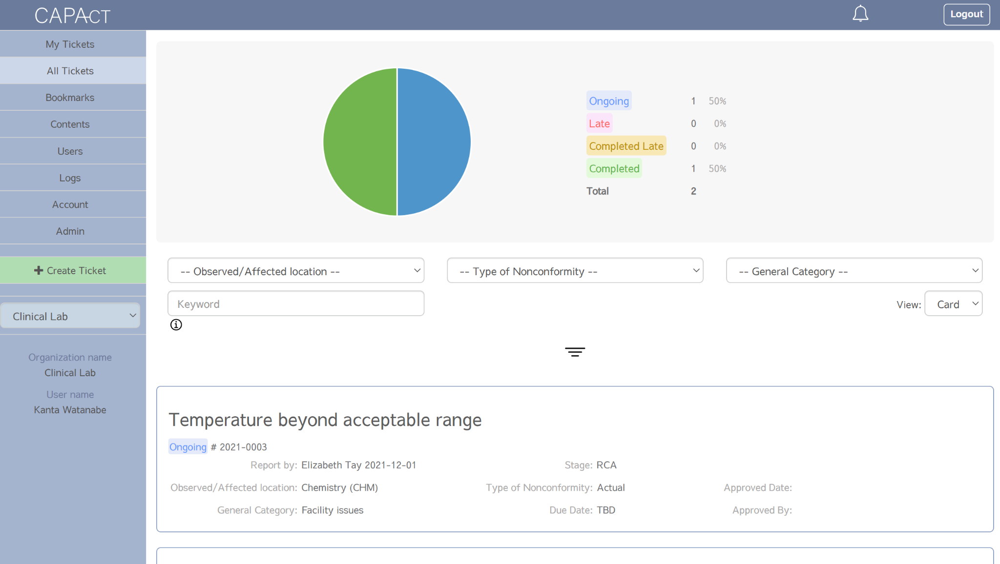 CAPAcT
Logout
My Tickets
All Tickets
Bookmarks
Contents
Users
Logs
Account
Admin
Create Ticket
Clinical Lab
Organization name
Clinical Lab
User name
Kanta Watanabe
Ongoing 1 50%
Late 0 0%
Completed Late 0 0%
Completed 1 50%
Total 2
-- Observed/Affected location --
-- Type of Nonconformity --
-- General Category --
Keyword
View: Card
Temperature beyond acceptable range
Ongoing # 2021-0003
Report by: Elizabeth Tay 2021-12-01 Stage: RCA
Observed/Affected location: Chemistry (CHM) Type of Nonconformity: Actual Approved Date:
General Category: Facility issues Due Date: TBD Approved By: